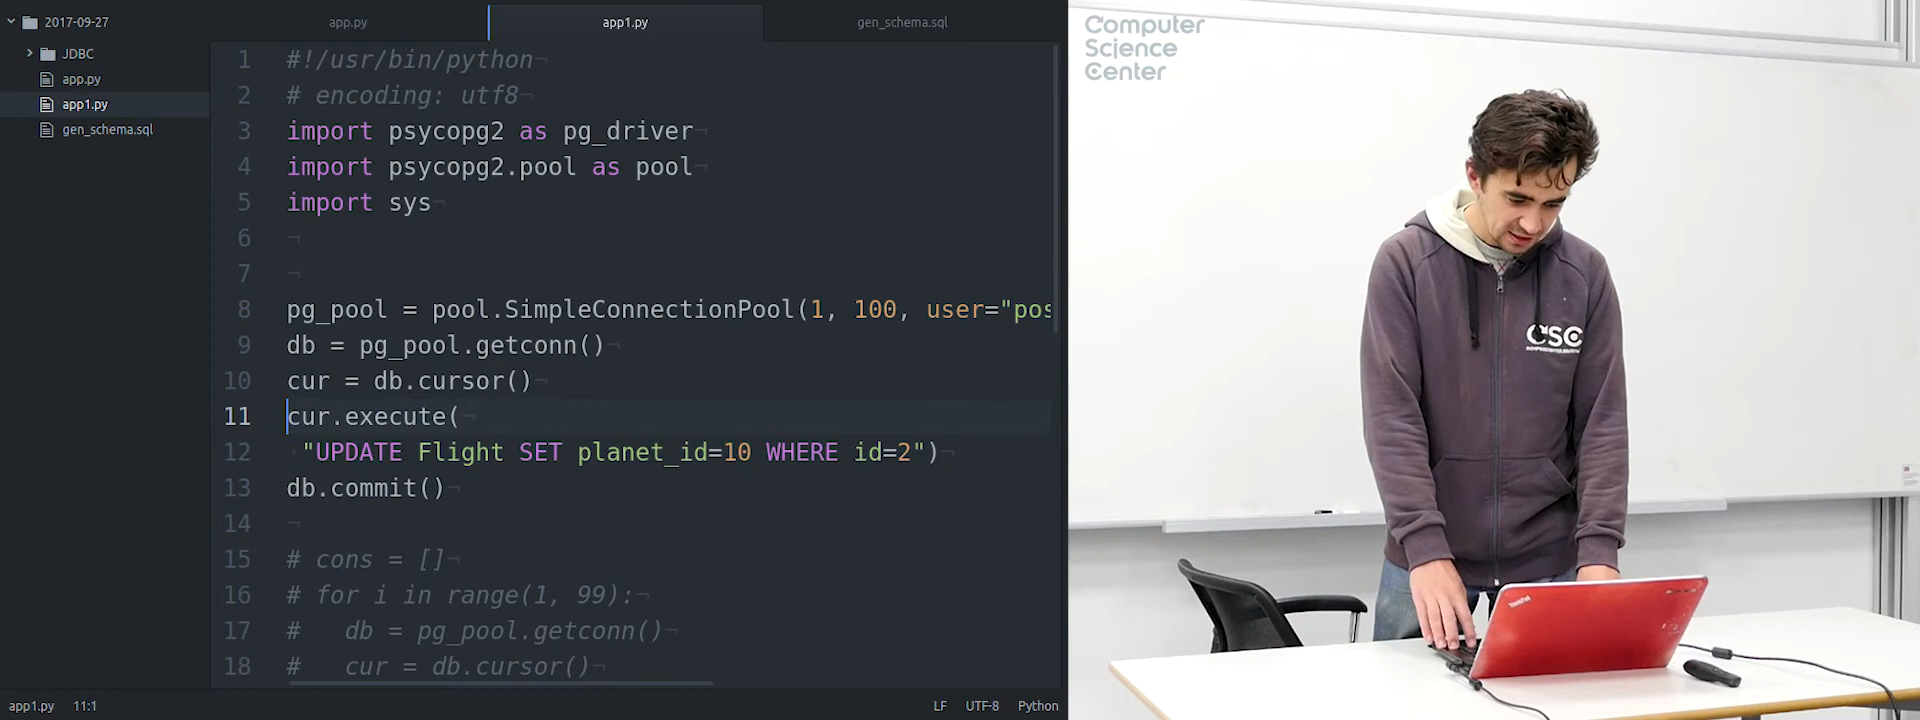 2017-09-27
JDBC
app.py
app1.py
gen_schema.sql
app.py
app1.py
gen_schema.sql
1 #!/usr/bin/python
2 # encoding: utf8
3 import psycopg2 as pg_driver
4 import psycopg2.pool as pool
5 import sys
6
7
8 pg_pool = pool.SimpleConnectionPool(1, 100, user="pos
9 db = pg_pool.getconn()
10 cur = db.cursor()
11 cur.execute(
12 "UPDATE Flight SET planet_id=10 WHERE id=2")
13 db.commit()
14
15 # cons = []
16 # for i in range(1, 99):
17 #   db = pg_pool.getconn()
18 #   cur = db.cursor()
app1.py 11:1
LF UTF-8 Python
Computer
Science
Center
CSC
ThinkPad